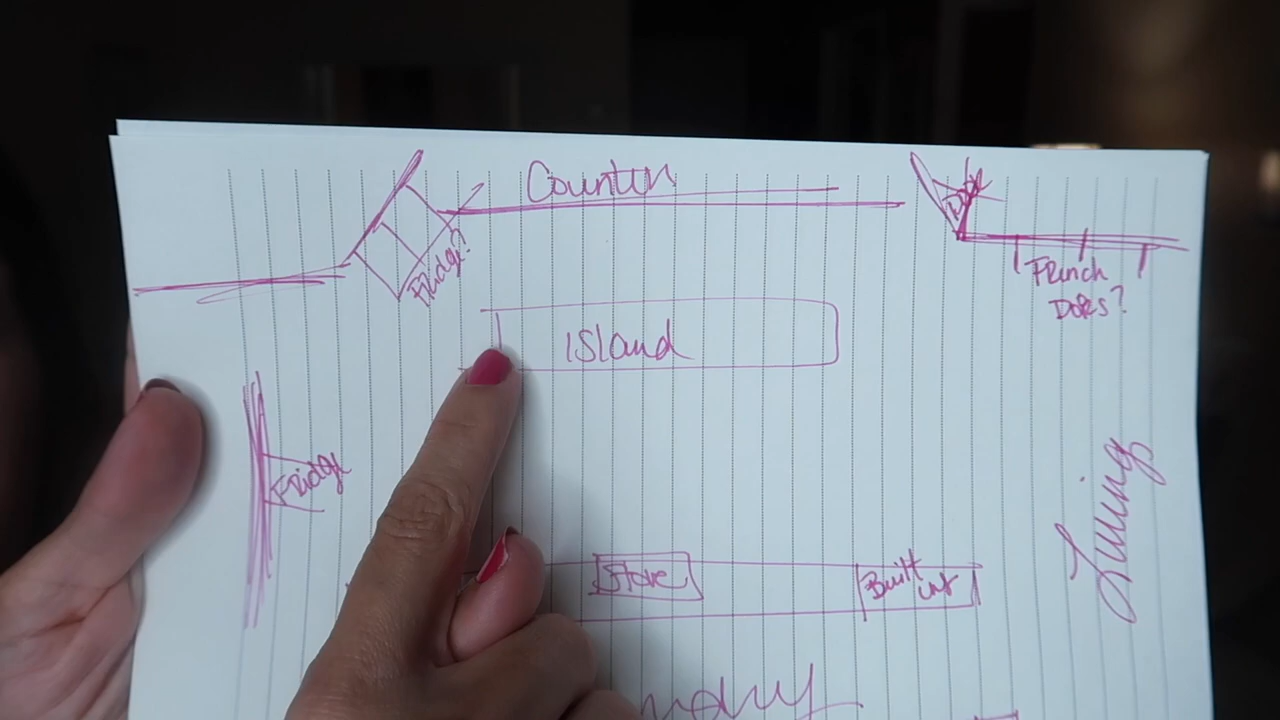 Counter
Door
Fridge?
French
Doors?
island
Fridge
Living
Stove
Built
ins